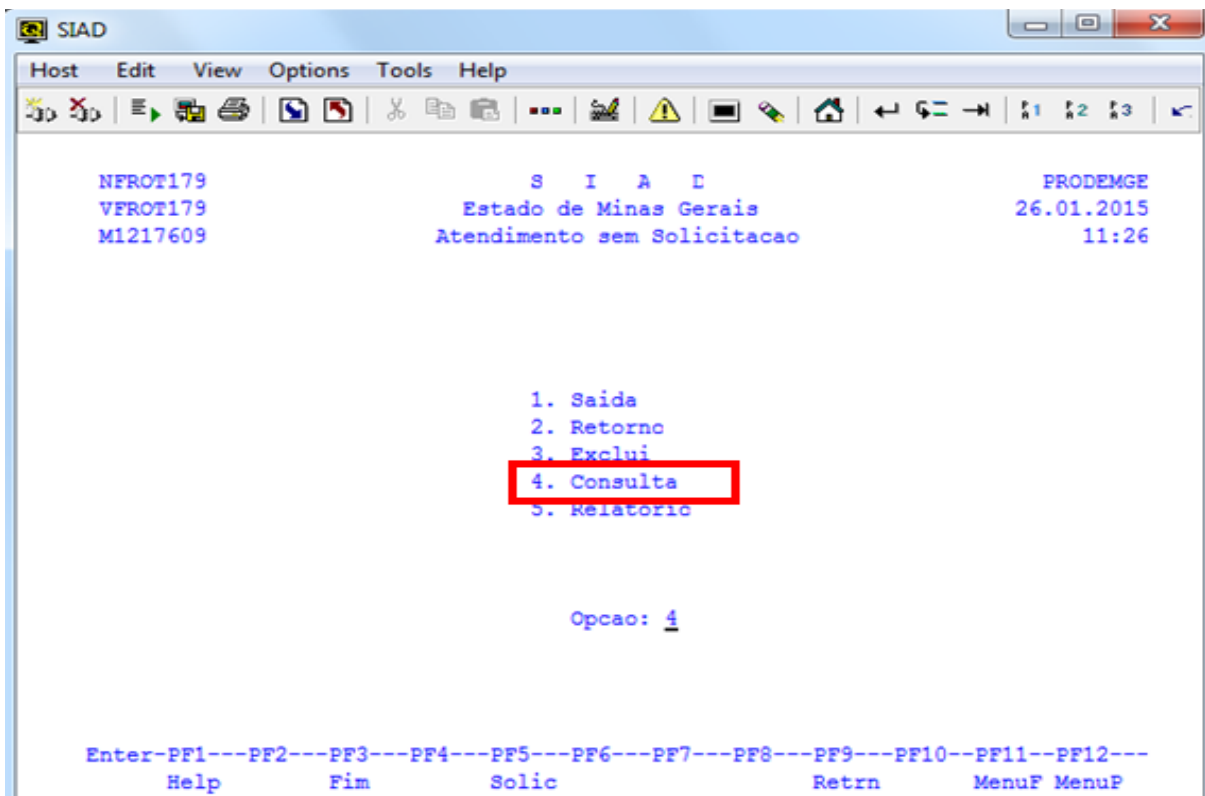 SIAD
Host Edit View Options Tools Help
NFROT179 S I A D PRODEMGE
VFROT179 Estado de Minas Gerais 26.01.2015
M1217609 Atendimento sem Solicitacao 11:26
1. Saida
2. Retorno
3. Exclui
4. Consulta
5. Relatorio
Opcao: 4
Enter-PF1---PF2---PF3---PF4---PF5---PF6---PF7---PF8---PF9---PF10--PF11--PF12---
Help Fim Solic Retrn MenuF MenuP